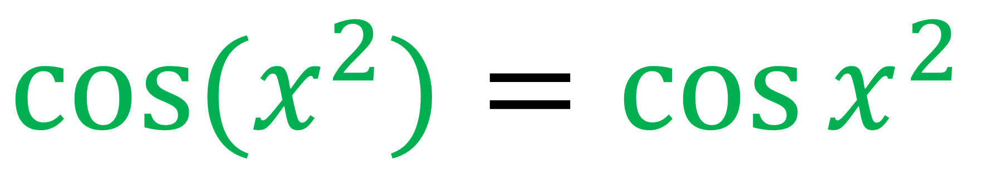 cos(x²) = cos x²